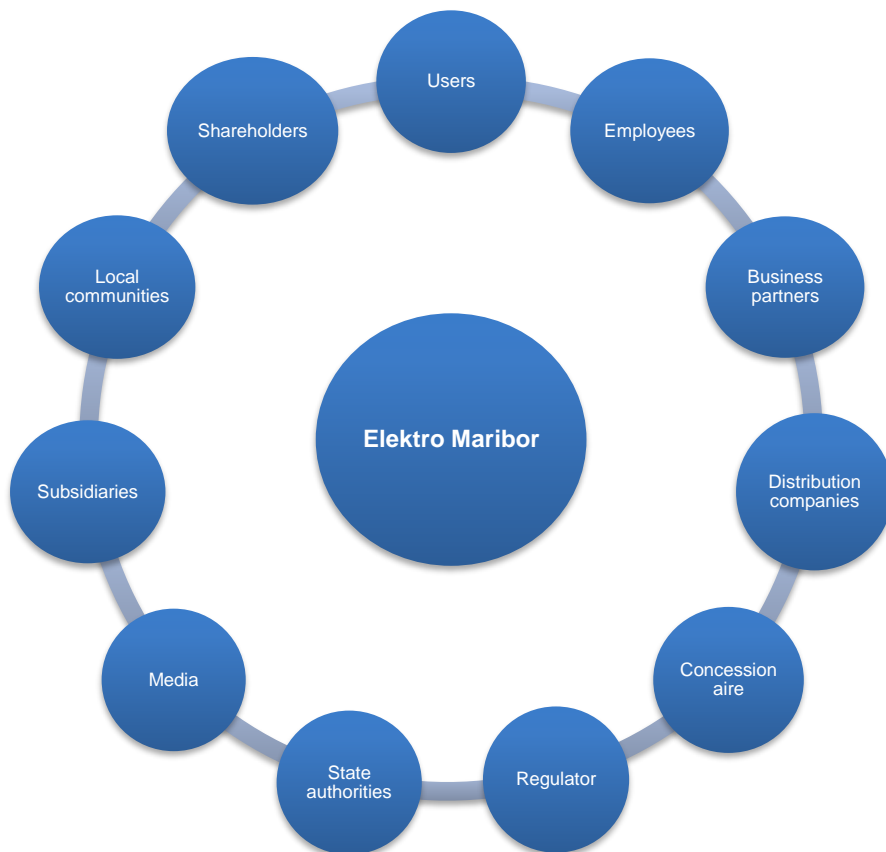 Users
Employees
Business
partners
Distribution
companies
Concession
aire
Regulator
State
authorities
Media
Subsidiaries
Local
communities
Shareholders
Elektro Maribor